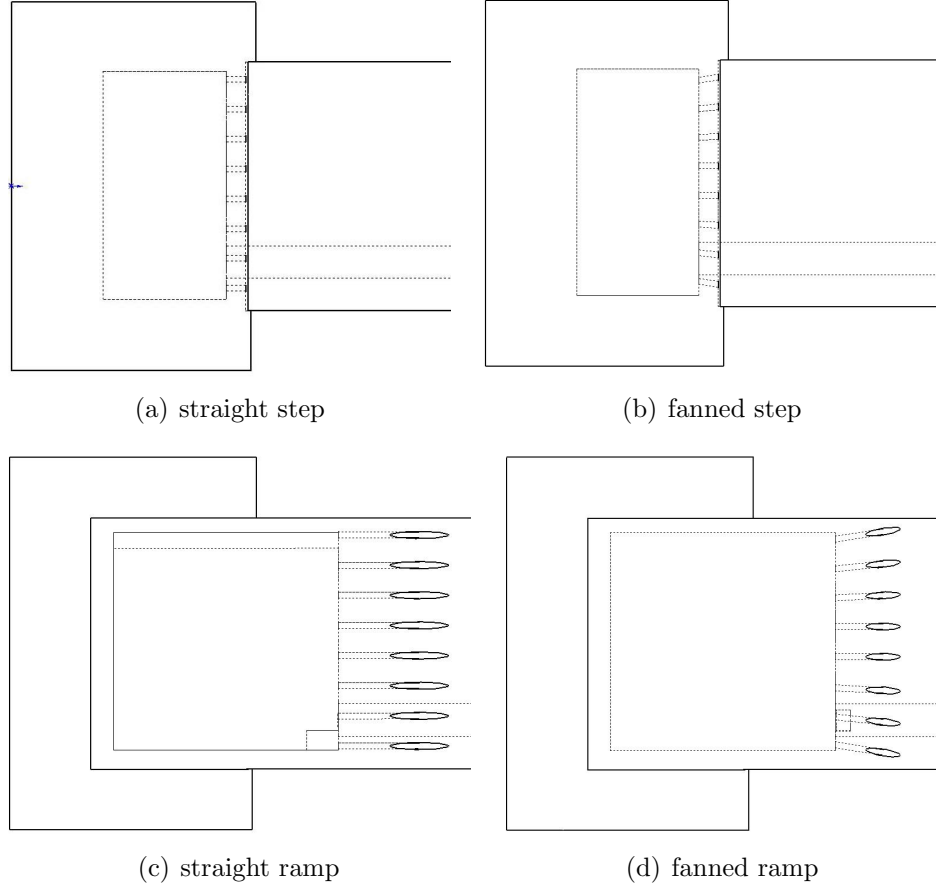 (a) straight step
(b) fanned step
(c) straight ramp
(d) fanned ramp